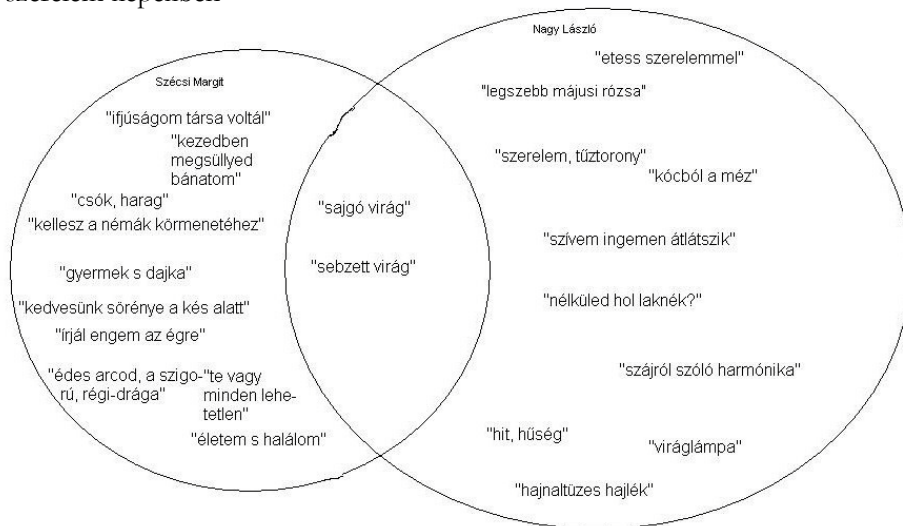 szerelem képeiben
Szécsi Margit
"ifjúságom társa voltál"
"kezedben
megsüllyed
bánatom"
"csók, harag"
"kellesz a némák körmenetéhez"
"gyermek s dajka"
"kedvesünk sörénye a kés alatt"
"írjál engem az égre"
"édes arcod, a szigo-
rú, régi-drága"
"te vagy
minden lehe-
tetlen"
"életem s halálom"
"sajgó virág"
"sebzett virág"
Nagy László
"etess szerelemmel"
"legszebb májusi rózsa"
"szerelem, tűztorony"
"kócból a méz"
"szívem ingemen átlátszik"
"nélküled hol laknék?"
"szájról szóló harmónika"
"hit, hűség"
"viráglámpa"
"hajnaltüzes hajlék"